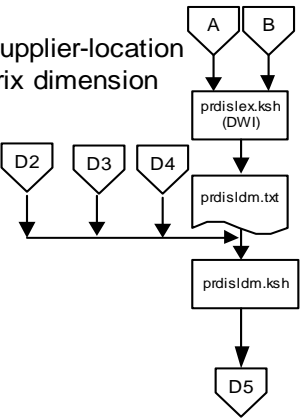 A B
upplier-location
rix dimension
prdislex.ksh
(DWI)
D2 D3 D4
prdisldm.txt
prdisldm.ksh
D5